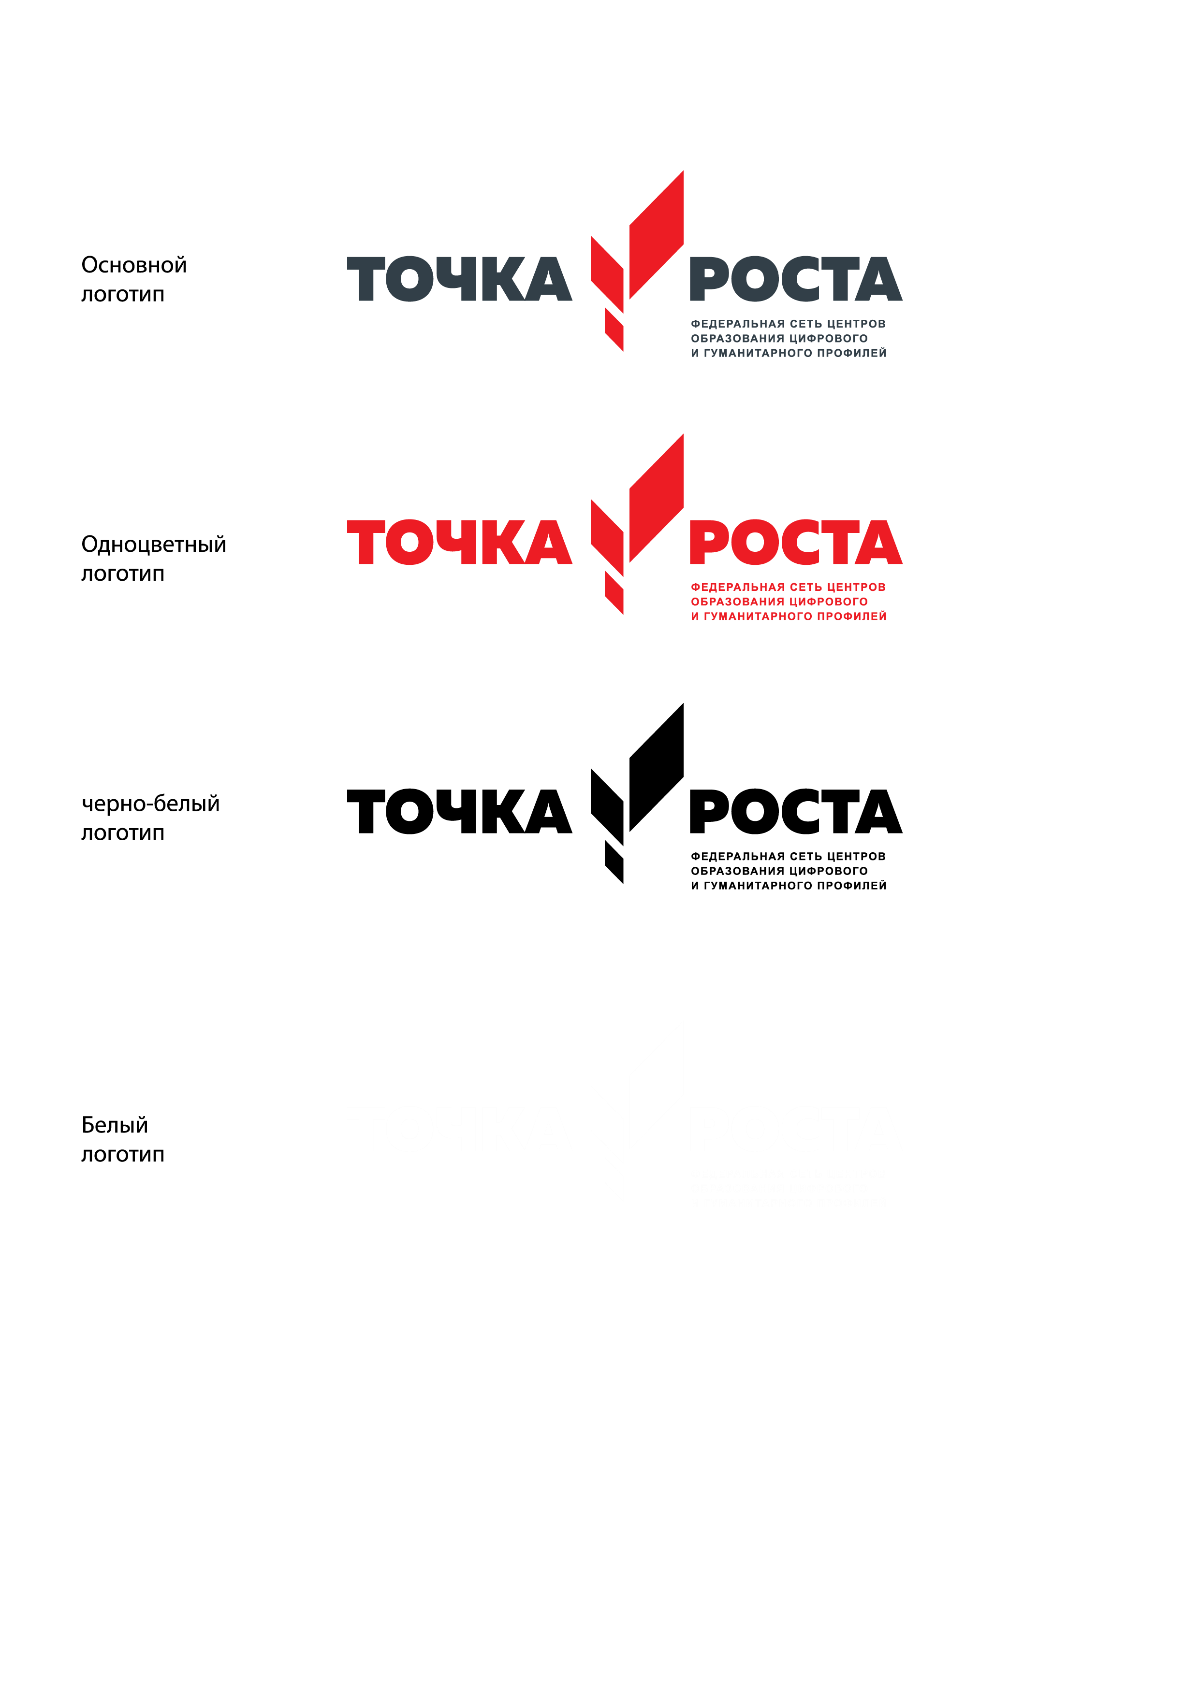 Основной
логотип
ТОЧКА РОСТА
ФЕДЕРАЛЬНАЯ СЕТЬ ЦЕНТРОВ
ОБРАЗОВАНИЯ ЦИФРОВОГО
И ГУМАНИТАРНОГО ПРОФИЛЕЙ
Одноцветный
логотип
ТОЧКА РОСТА
ФЕДЕРАЛЬНАЯ СЕТЬ ЦЕНТРОВ
ОБРАЗОВАНИЯ ЦИФРОВОГО
И ГУМАНИТАРНОГО ПРОФИЛЕЙ
черно-белый
логотип
ТОЧКА РОСТА
ФЕДЕРАЛЬНАЯ СЕТЬ ЦЕНТРОВ
ОБРАЗОВАНИЯ ЦИФРОВОГО
И ГУМАНИТАРНОГО ПРОФИЛЕЙ
Белый
логотип